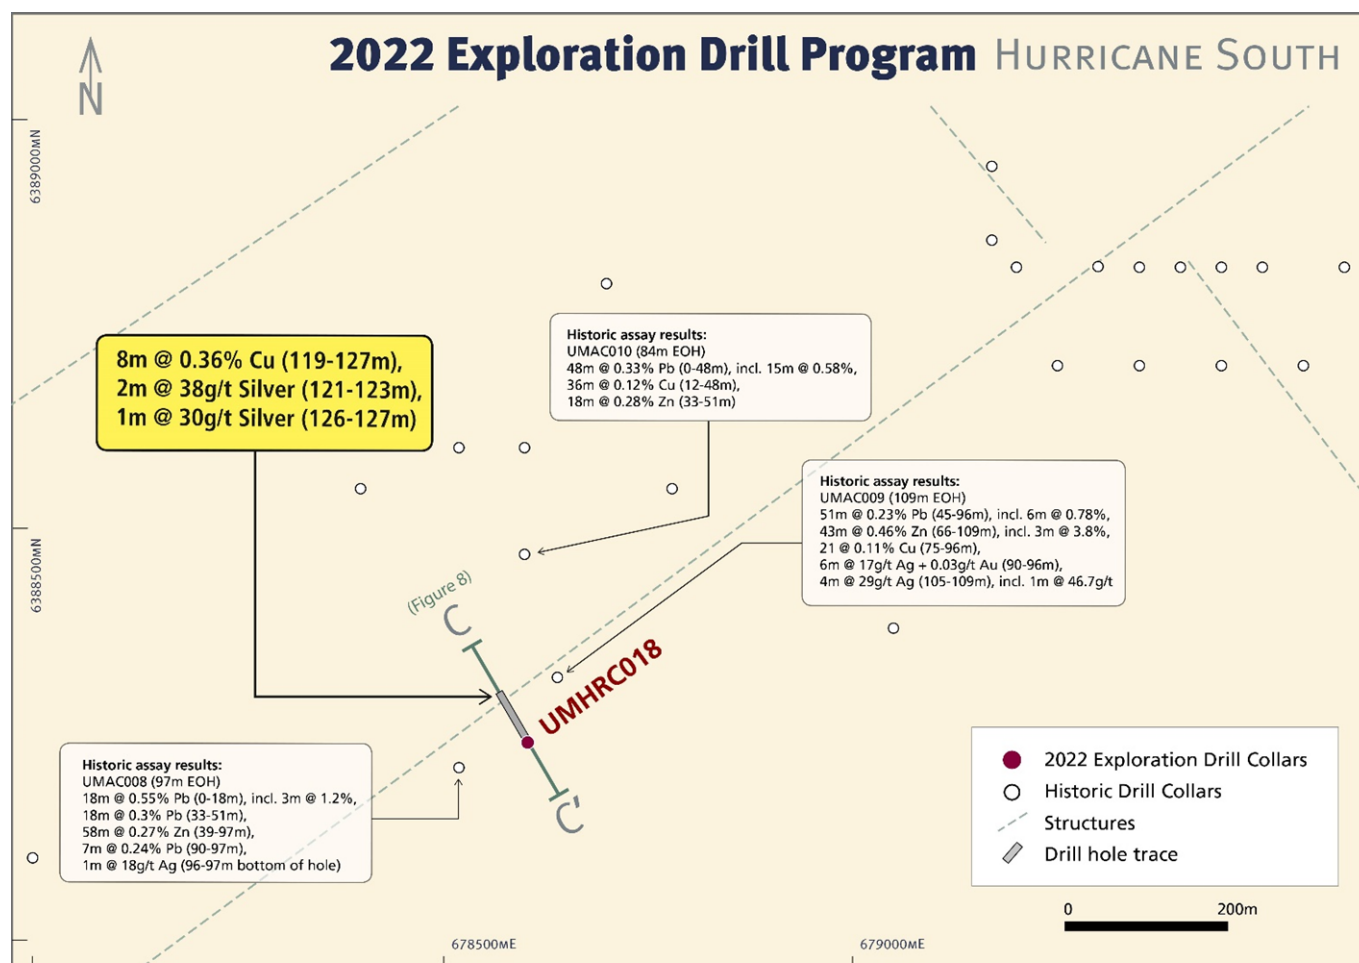 2022 Exploration Drill Program HURRICANE SOUTH
N
6389000mN
8m @ 0.36% Cu (119-127m),
2m @ 38g/t Silver (121-123m),
1m @ 30g/t Silver (126-127m)
Historic assay results:
UMAC010 (84m EOH)
48m @ 0.33% Pb (0-48m), incl. 15m @ 0.58%,
36m @ 0.12% Cu (12-48m),
18m @ 0.28% Zn (33-51m)
Historic assay results:
UMAC009 (109m EOH)
51m @ 0.23% Pb (45-96m), incl. 6m @ 0.78%,
43m @ 0.46% Zn (66-109m), incl. 3m @ 3.8%,
21 @ 0.11% Cu (75-96m),
6m @ 17g/t Ag + 0.03g/t Au (90-96m),
4m @ 29g/t Ag (105-109m), incl. 1m @ 46.7g/t
6388500mN
(Figure 8)
C
UMHRC018
C'
Historic assay results:
UMAC008 (97m EOH)
18m @ 0.55% Pb (0-18m), incl. 3m @ 1.2%,
18m @ 0.3% Pb (33-51m),
58m @ 0.27% Zn (39-97m),
7m @ 0.24% Pb (90-97m),
1m @ 18g/t Ag (96-97m bottom of hole)
2022 Exploration Drill Collars
Historic Drill Collars
Structures
Drill hole trace
0 200m
678500mE
679000mE